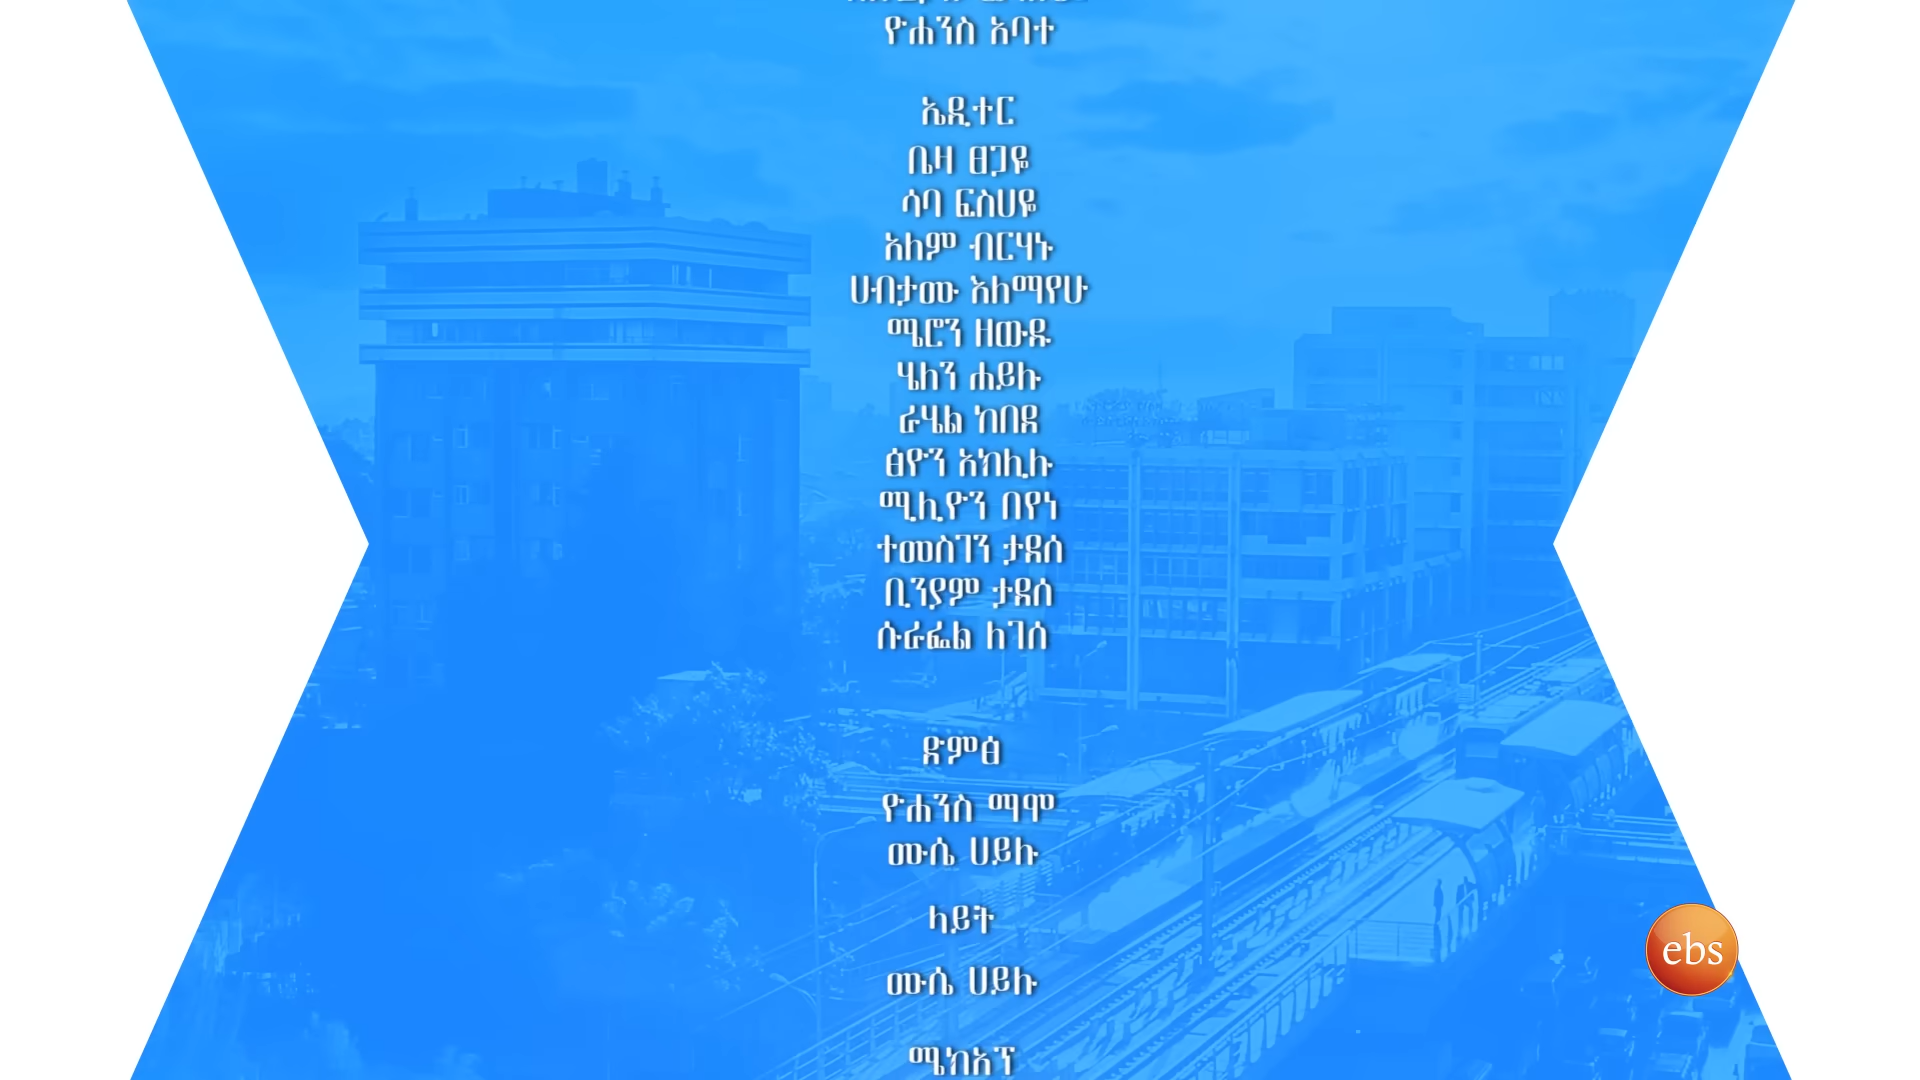 ዮሐንስ አባተ
ኤዲተር
ቤዛ ፀጋዬ
ሳባ ፍስሀዬ
አለም ብርሃኑ
ሀብታሙ አለማየሁ
ሜሮን ዘውዱ
ሄለን ሐይሉ
ራሄል ከበደ
ፅዮን አክሊሉ
ሚሊዮን በየነ
ተመስገን ታደሰ
ቢንያም ታደሰ
ሱራፌል ለገሰ
ድምፅ
ዮሐንስ ማሞ
ሙሴ ሀይሉ
ላይት
ሙሴ ሀይሉ
ሜክአፕ
ebs